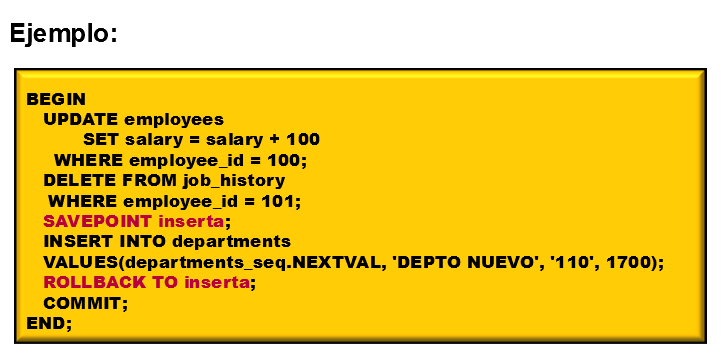 Ejemplo:
BEGIN
UPDATE employees
SET salary = salary + 100
WHERE employee_id = 100;
DELETE FROM job_history
WHERE employee_id = 101;
SAVEPOINT inserta;
INSERT INTO departments
VALUES(departments_seq.NEXTVAL, 'DEPTO NUEVO', '110', 1700);
ROLLBACK TO inserta;
COMMIT;
END;